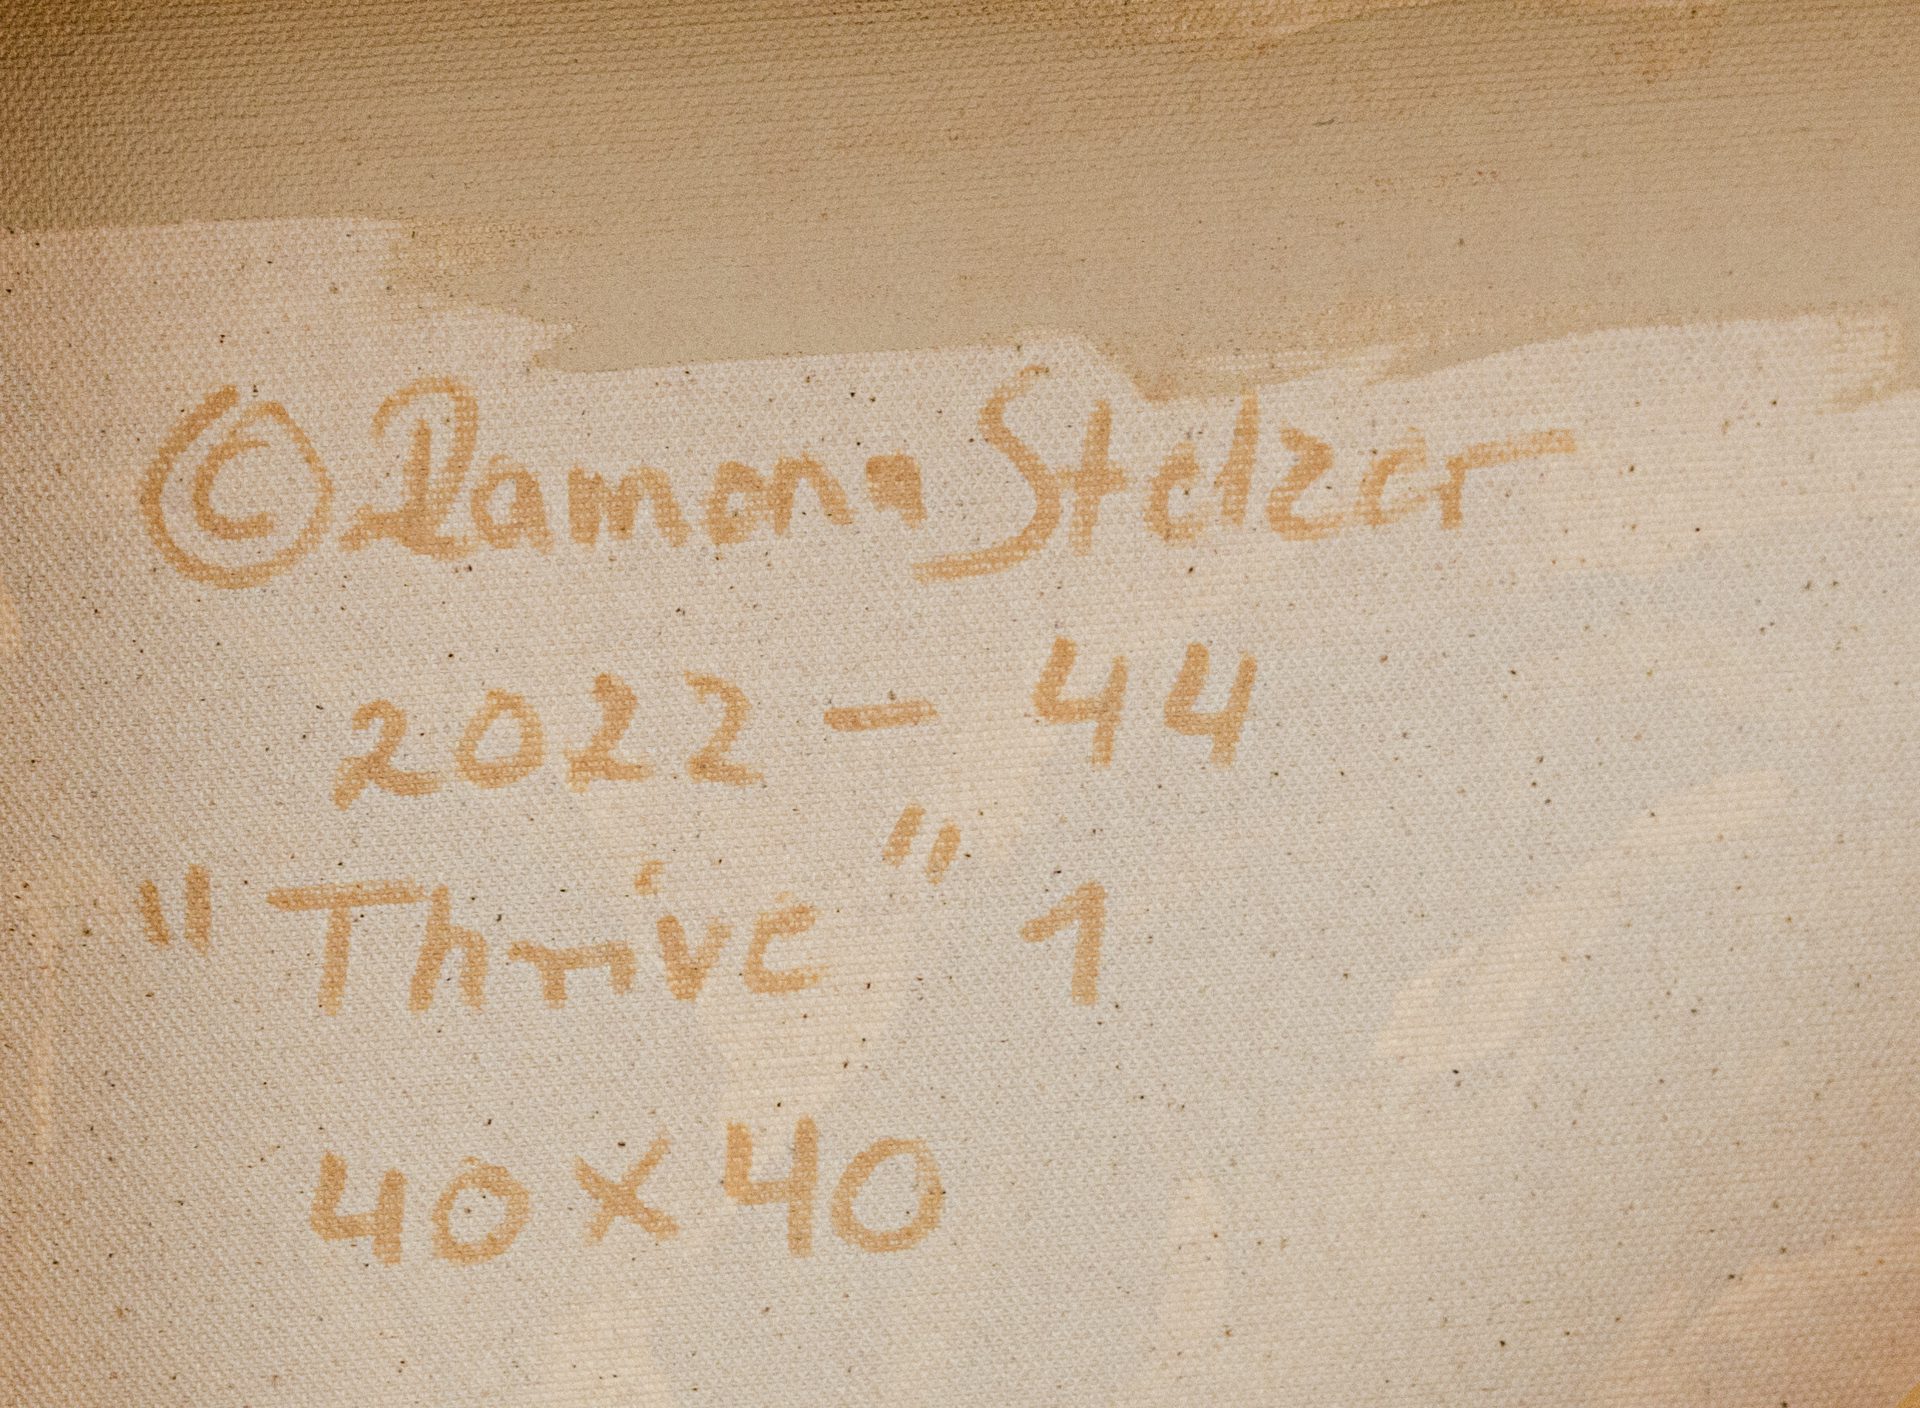 © Ramona Stelzer
2022 - 44
"Thrive" 1
40 x 40